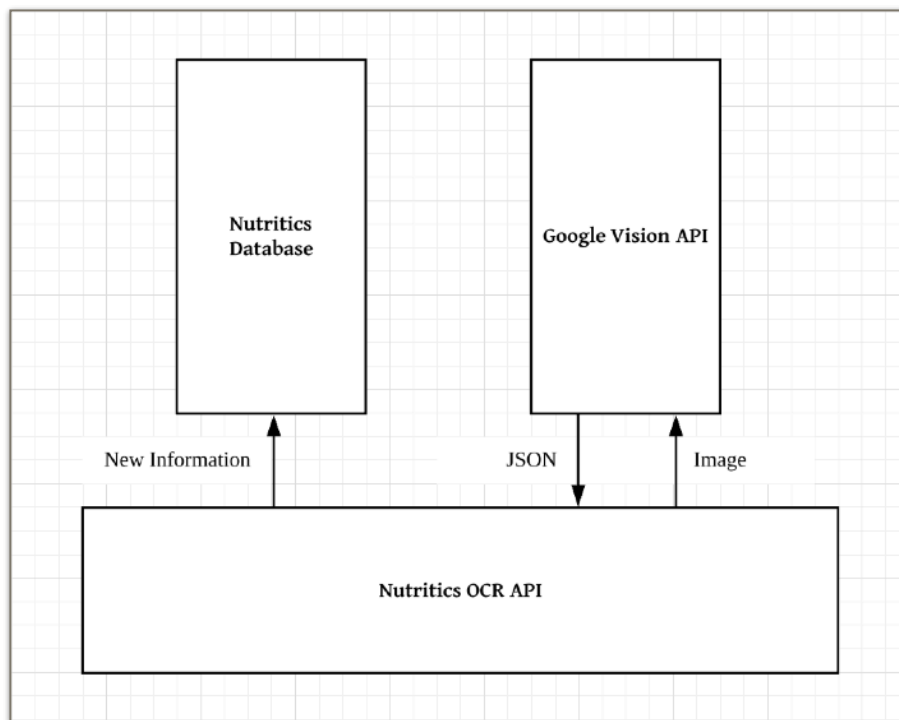 Nutritics
Database
Google Vision API
New Information
JSON
Image
Nutritics OCR API